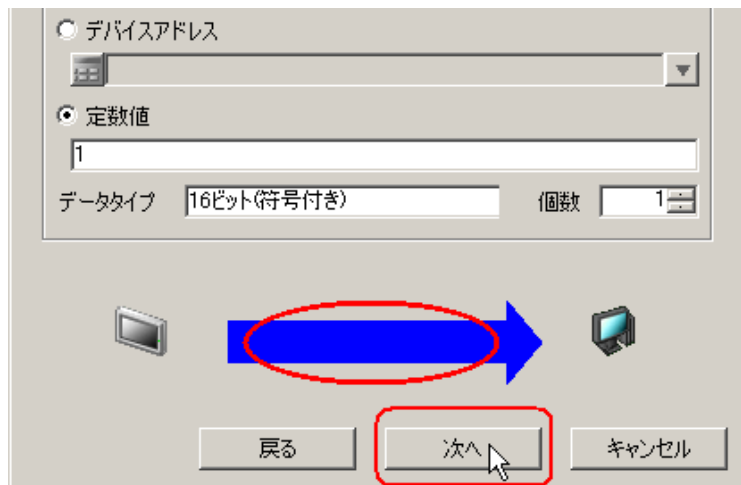 デバイスアドレス
定数値
1
データタイプ 16ビット(符号付き) 個数 1
戻る 次へ キャンセル